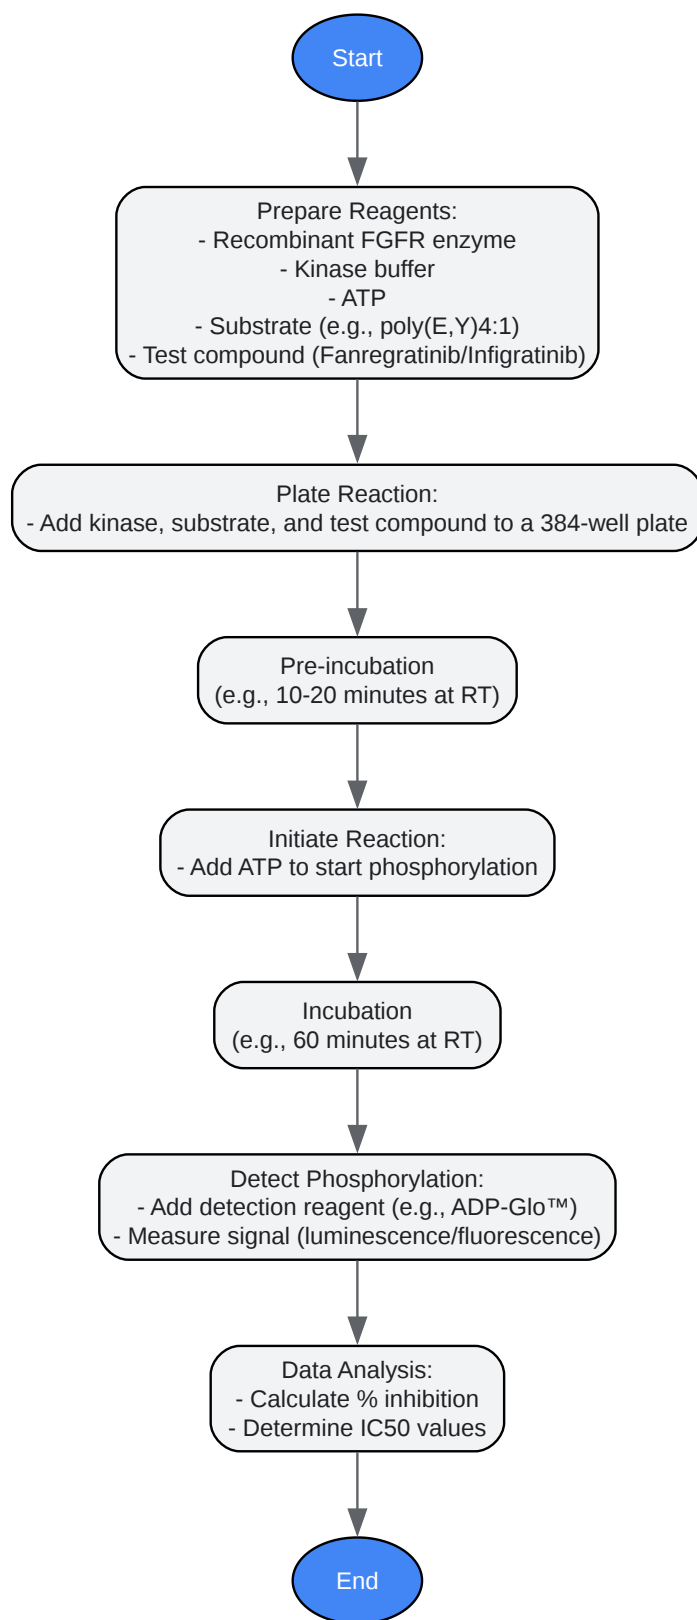 Start
Prepare Reagents:
- Recombinant FGFR enzyme
- Kinase buffer
- ATP
- Substrate (e.g., poly(E,Y)4:1)
- Test compound (Fanregratinib/Infigratinib)
Plate Reaction:
- Add kinase, substrate, and test compound to a 384-well plate
Pre-incubation
(e.g., 10-20 minutes at RT)
Initiate Reaction:
- Add ATP to start phosphorylation
Incubation
(e.g., 60 minutes at RT)
Detect Phosphorylation:
- Add detection reagent (e.g., ADP-Glo™)
- Measure signal (luminescence/fluorescence)
Data Analysis:
- Calculate % inhibition
- Determine IC50 values
End